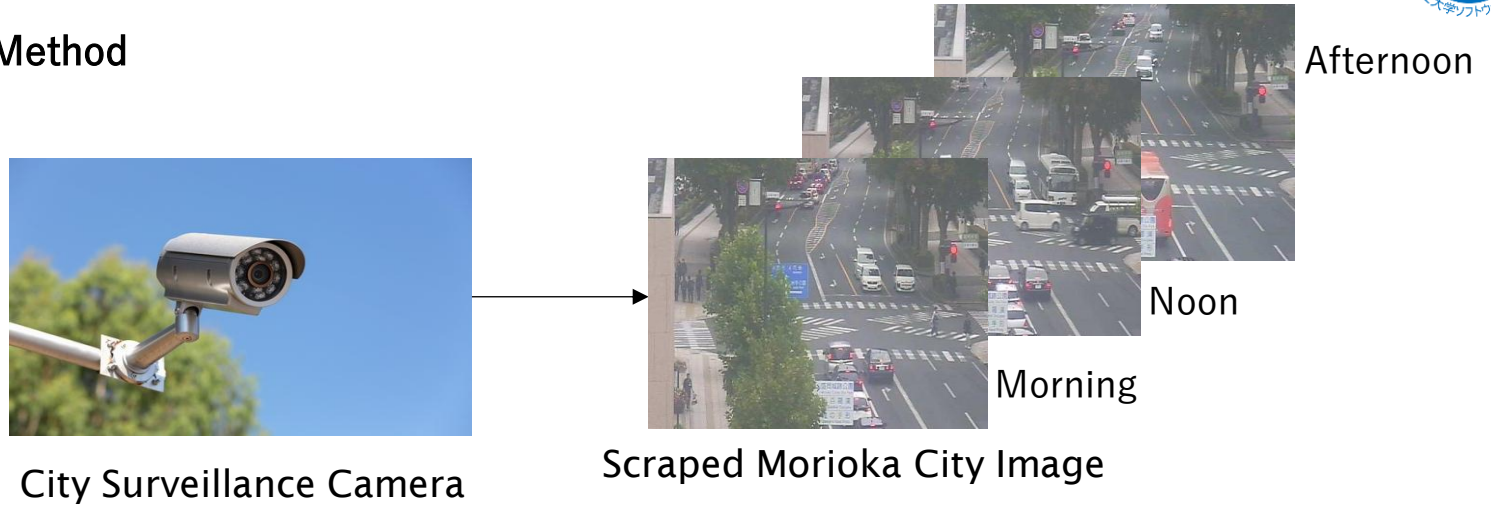 Method
Afternoon
Noon
Morning
City Surveillance Camera
Scraped Morioka City Image